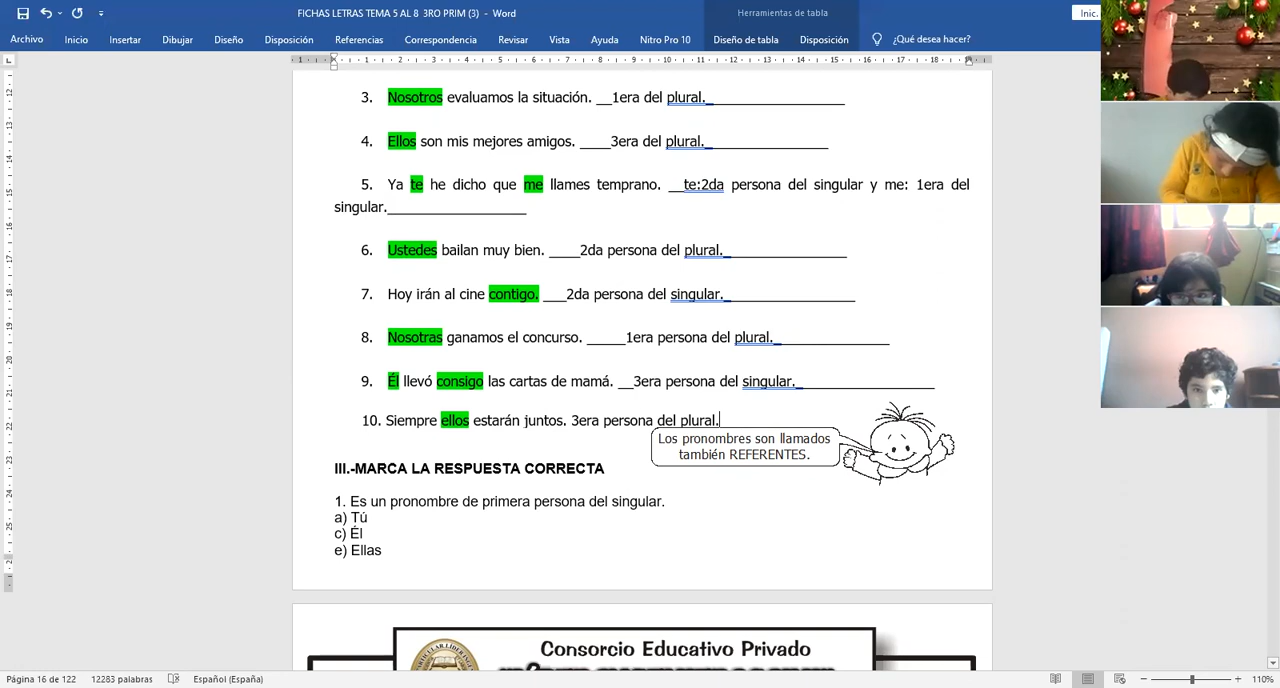 FICHAS LETRAS TEMA 5 AL 8 3RO PRIM (3) - Word
Herramientas de tabla
Inic.
Archivo Inicio Insertar Dibujar Diseño Disposición Referencias Correspondencia Revisar Vista Ayuda Nitro Pro 10 Diseño de tabla Disposición ¿Qué desea hacer?
3. Nosotros evaluamos la situación. __1era del plural._
4. Ellos son mis mejores amigos. ____3era del plural._
5. Ya te he dicho que me llames temprano. __te:2da persona del singular y me: 1era del
singular.
6. Ustedes bailan muy bien. ____2da persona del plural._
7. Hoy irán al cine contigo. ___2da persona del singular._
8. Nosotras ganamos el concurso. _____1era persona del plural._
9. Él llevó consigo las cartas de mamá. __3era persona del singular._
10. Siempre ellos estarán juntos. 3era persona del plural.
Los pronombres son llamados
también REFERENTES.
III.-MARCA LA RESPUESTA CORRECTA
1. Es un pronombre de primera persona del singular.
a) Tú
c) Él
e) Ellas
Consorcio Educativo Privado
Página 16 de 122 12283 palabras Español (España) 110%